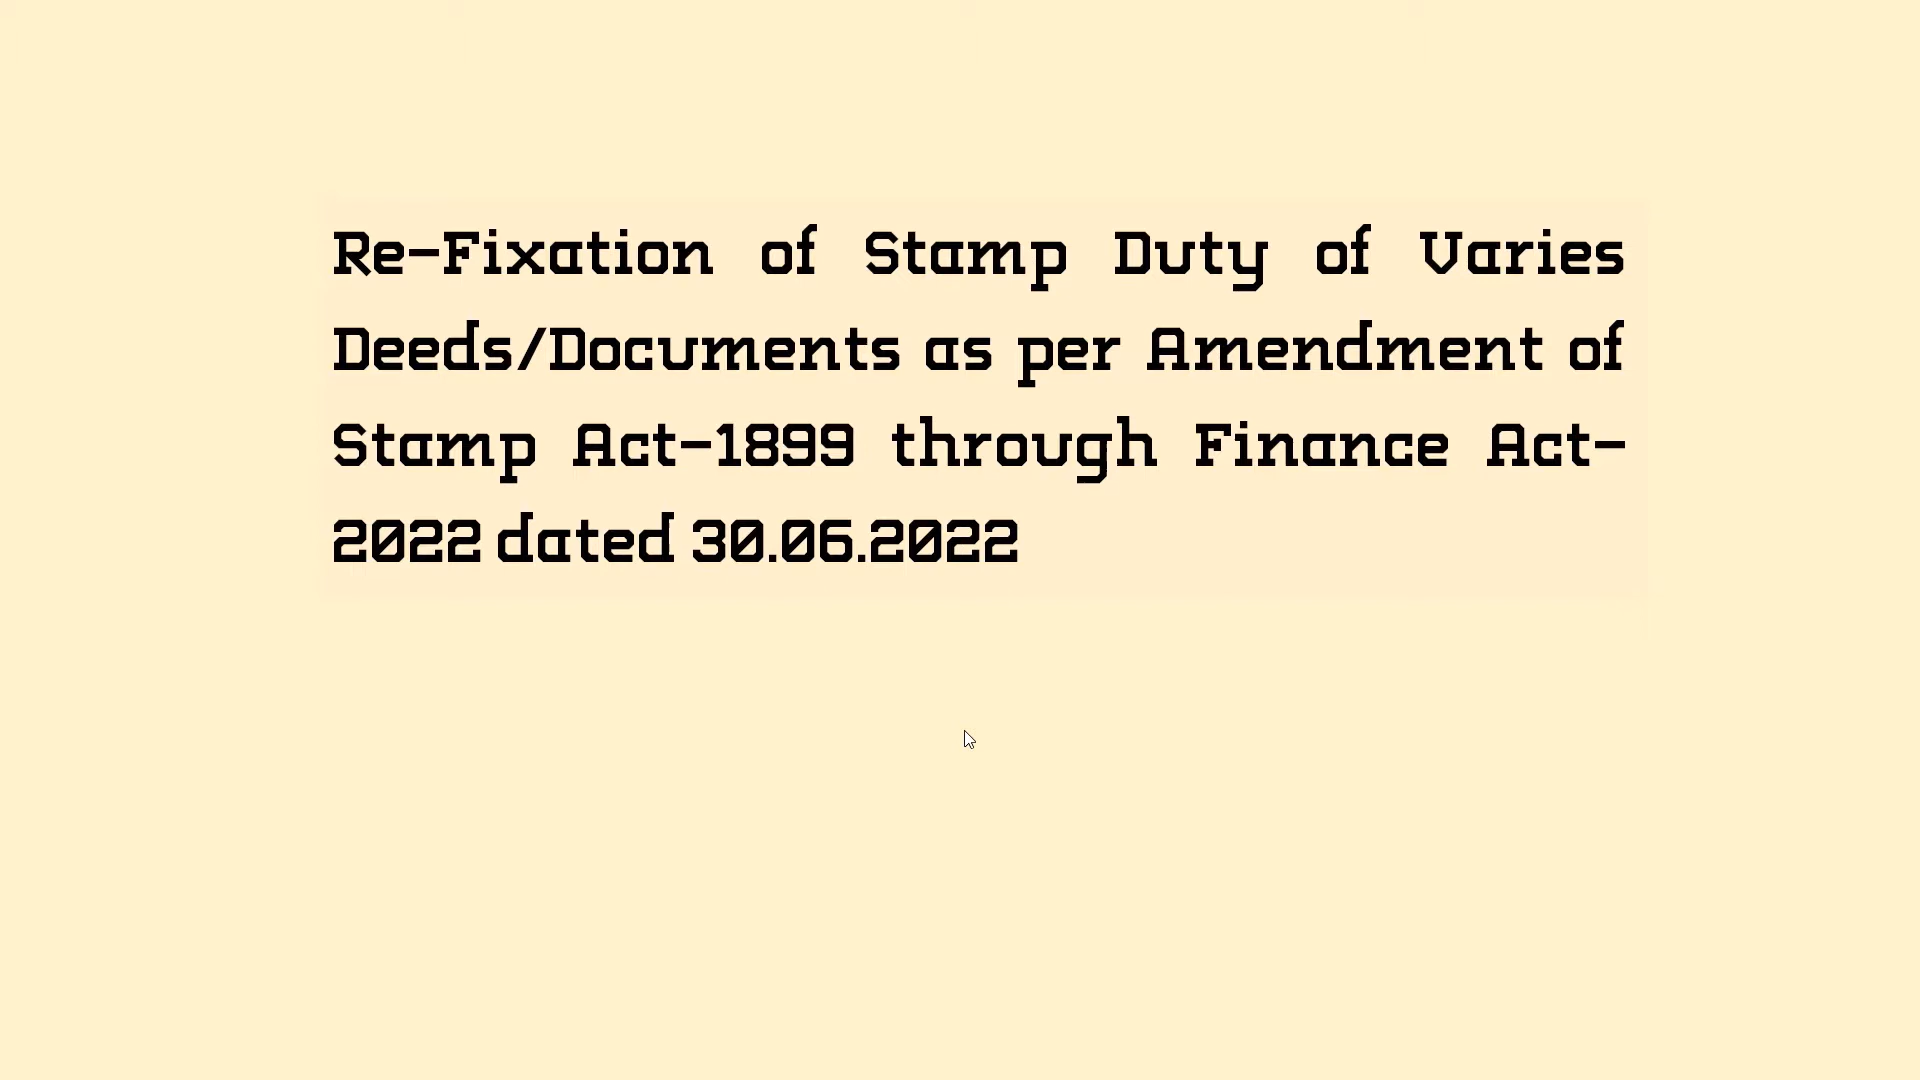 Re-Fixation of Stamp Duty of Varies
Deeds/Documents as per Amendment of
Stamp Act-1899 through Finance Act-
2022 dated 30.06.2022